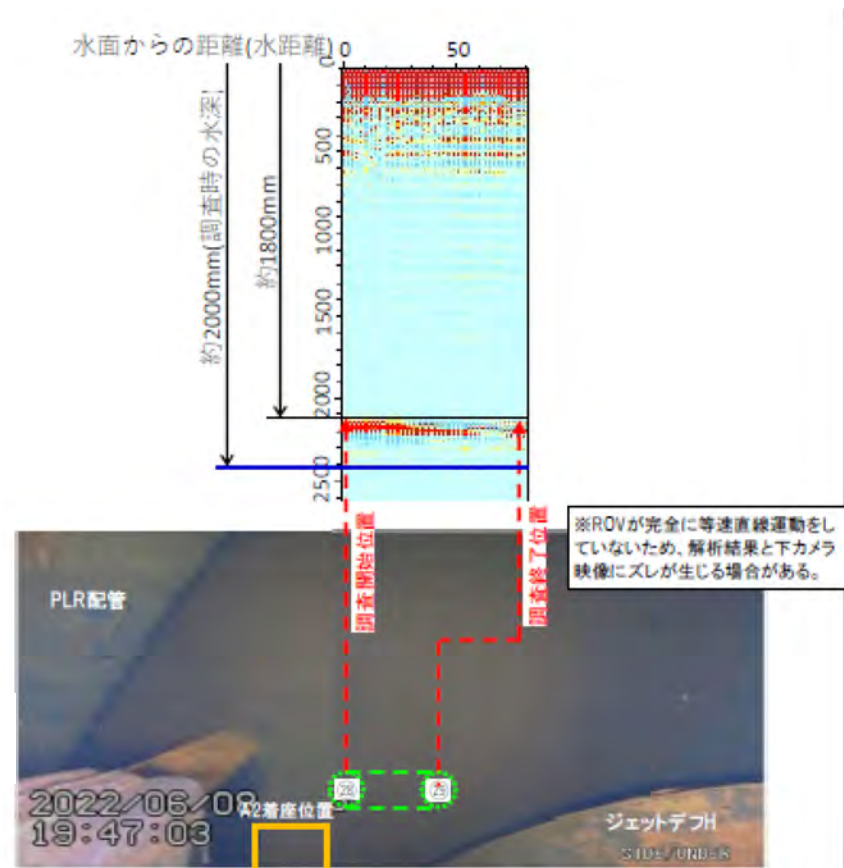 水面からの距離(水距離) 0 50
0
500
1000
1500
2000
2500
約2000mm(調査時の水深)
約1800mm
調査開始位置
調査終了位置
※ROVが完全に等速直線運動をし
ていないため、解析結果と下カメラ
映像にズレが生じる場合がある。
PLR配管
2022/06/08
19:47:03
A2着座位置
ジェットデフH
SIDE/UNDER